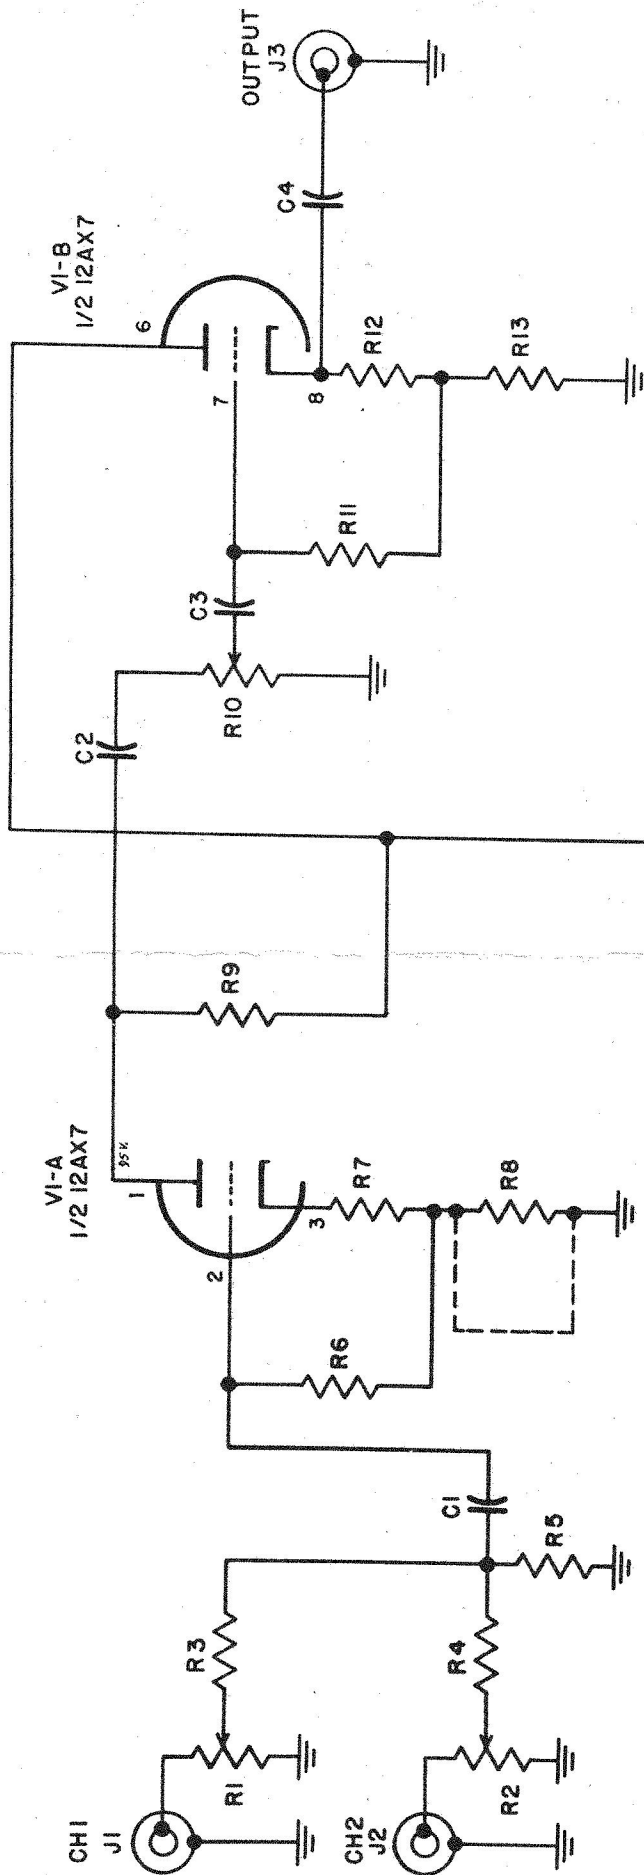 CH1
J1
R1
R3
CH2
J2
R2
R4
R5
C1
R6
V1-A
1/2 12AX7
1
95 V.
2
3
R7
R8
R9
C2
R10
C3
R11
V1-B
1/2 12AX7
6
7
8
R12
R13
C4
OUTPUT
J3